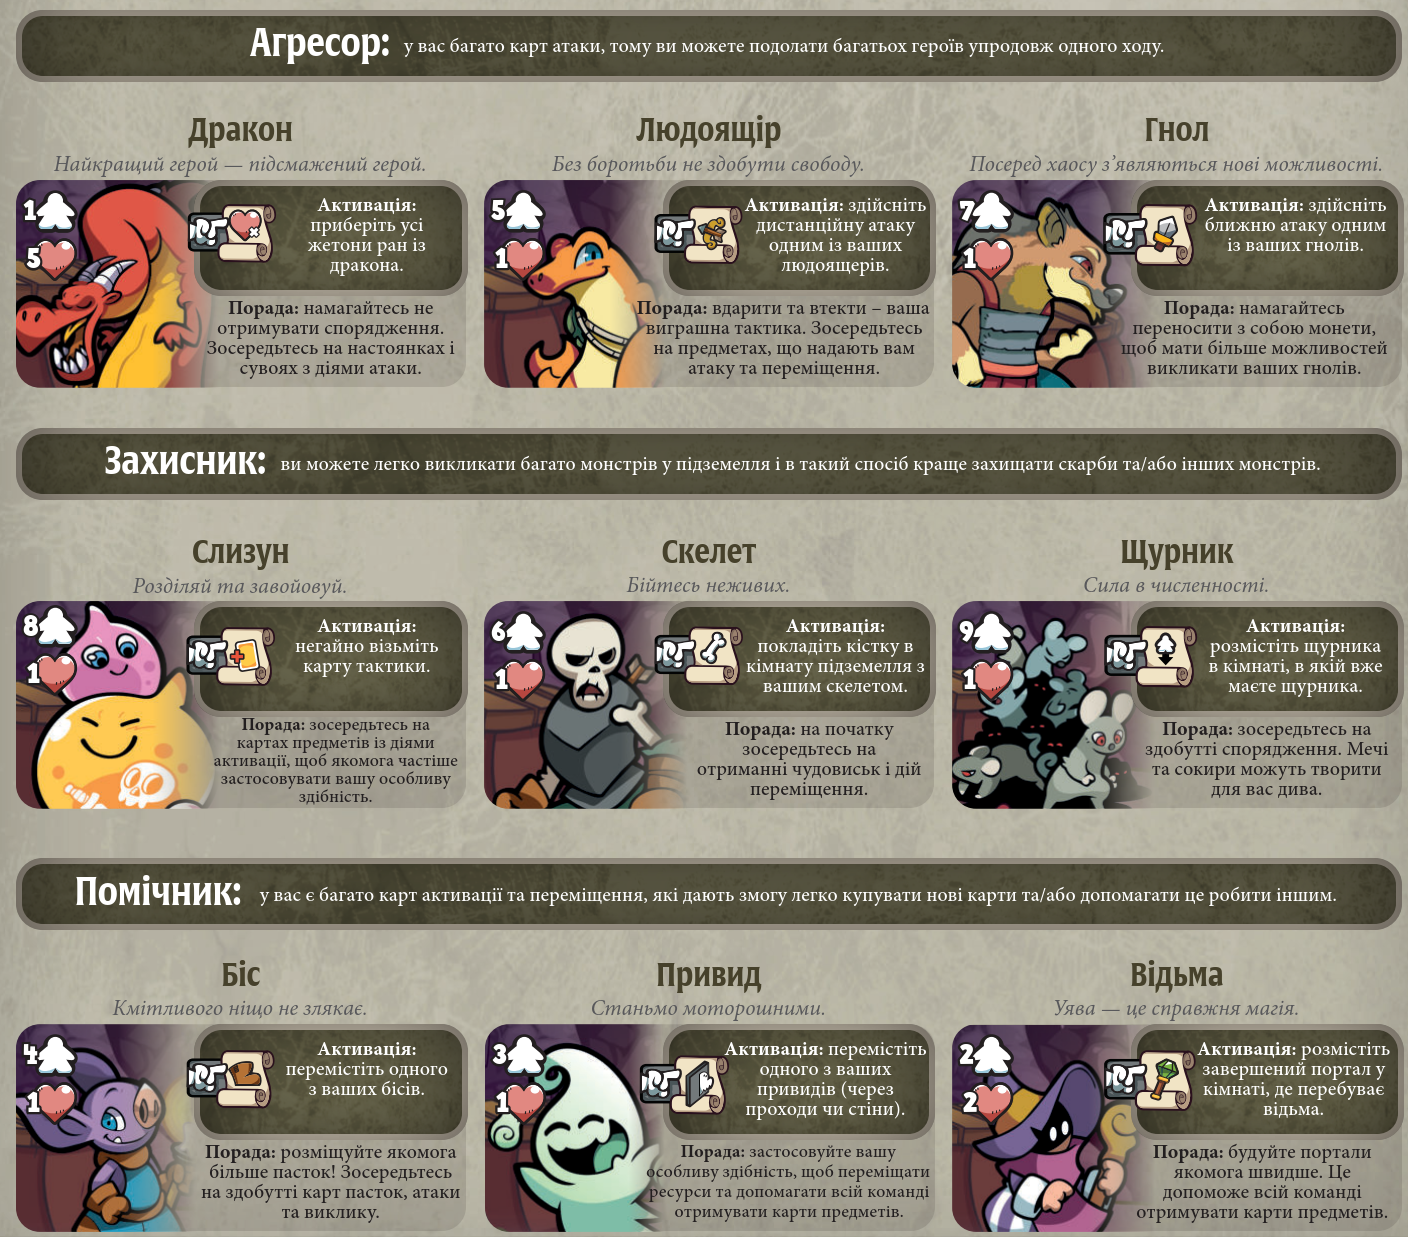 Агресор: у вас багато карт атаки, тому ви можете подолати багатьох героїв упродовж одного ходу.
Дракон
Найкращий герой — підсмажений герой.
1
5
Активація:
приберіть усі
жетони ран із
дракона.
Порада: намагайтесь не
отримувати спорядження.
Зосередьтесь на настоянках і
сувоях з діями атаки.
Людоящір
Без боротьби не здобути свободу.
5
1
Активація: здійсніть
дистанційну атаку
одним із ваших
людоящерів.
Порада: вдарити та втекти – ваша
виграшна тактика. Зосередьтесь
на предметах, що надають вам
атаку та переміщення.
Гнол
Посеред хаосу з’являються нові можливості.
7
1
Активація: здійсніть
ближню атаку одним
із ваших гнолів.
Порада: намагайтесь
переносити з собою монети,
щоб мати більше можливостей
викликати ваших гнолів.
Захисник: ви можете легко викликати багато монстрів у підземелля і в такий спосіб краще захищати скарби та/або інших монстрів.
Слизун
Розділяй та завойовуй.
8
1
Активація:
негайно візьміть
карту тактики.
Порада: зосередьтесь на
картах предметів із діями
активації, щоб якомога частіше
застосовувати вашу особливу
здібність.
Скелет
Бійтесь неживих.
6
1
Активація:
покладіть кістку в
кімнату підземелля з
вашим скелетом.
Порада: на початку
зосередьтесь на
отриманні чудовиськ і дій
переміщення.
Щурник
Сила в численності.
9
1
Активація:
розмістіть щурника
в кімнаті, в якій вже
маєте щурника.
Порада: зосередьтесь на
здобутті спорядження. Мечі
та сокири можуть творити
для вас дива.
Помічник: у вас є багато карт активації та переміщення, які дають змогу легко купувати нові карти та/або допомагати це робити іншим.
Біс
Кмітливого ніщо не злякає.
4
1
Активація:
перемістіть одного
з ваших бісів.
Порада: розміщуйте якомога
більше пасток! Зосередьтесь
на здобутті карт пасток, атаки
та виклику.
Привид
Станьмо моторошними.
3
1
Активація: перемістіть
одного з ваших
привидів (через
проходи чи стіни).
Порада: застосовуйте вашу
особливу здібність, щоб переміщати
ресурси та допомагати всій команді
отримувати карти предметів.
Відьма
Уява — це справжня магія.
2
2
Активація: розмістіть
завершений портал у
кімнаті, де перебуває
відьма.
Порада: будуйте портали
якомога швидше. Це
допоможе всій команді
отримувати карти предметів.